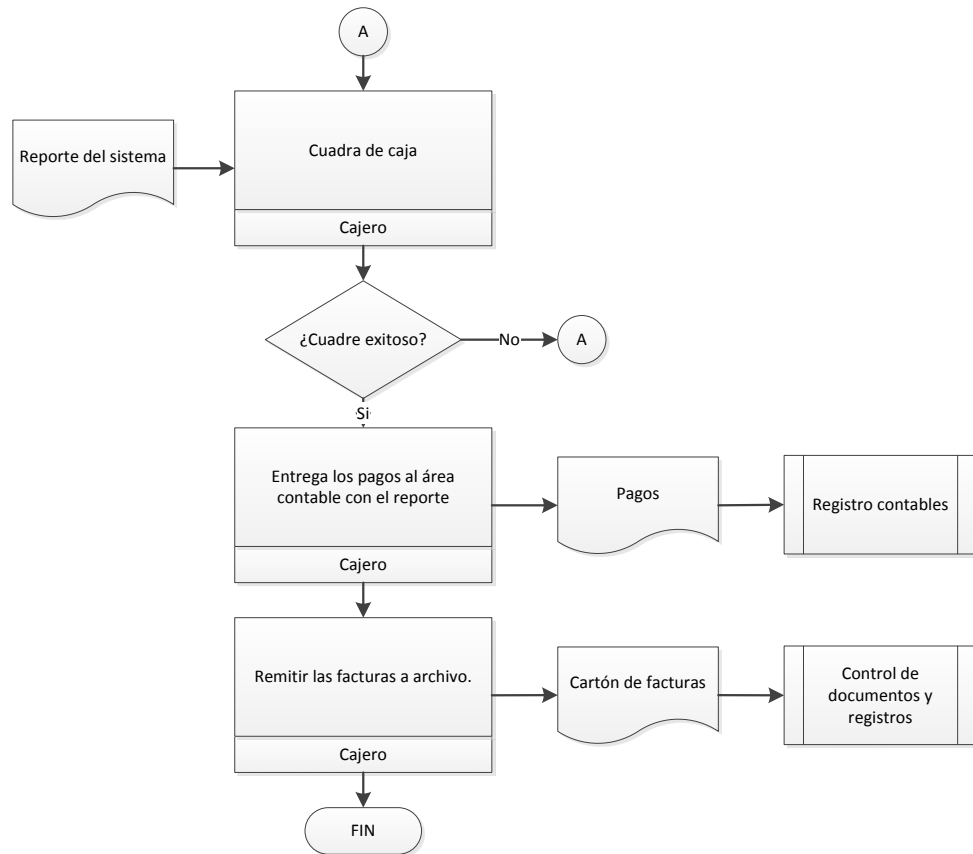 A
Reporte del sistema
Cuadra de caja
Cajero
¿Cuadre exitoso?
No
A
Si
Entrega los pagos al área
contable con el reporte
Cajero
Pagos
Registro contables
Remitir las facturas a archivo.
Cajero
Cartón de facturas
Control de
documentos y
registros
FIN